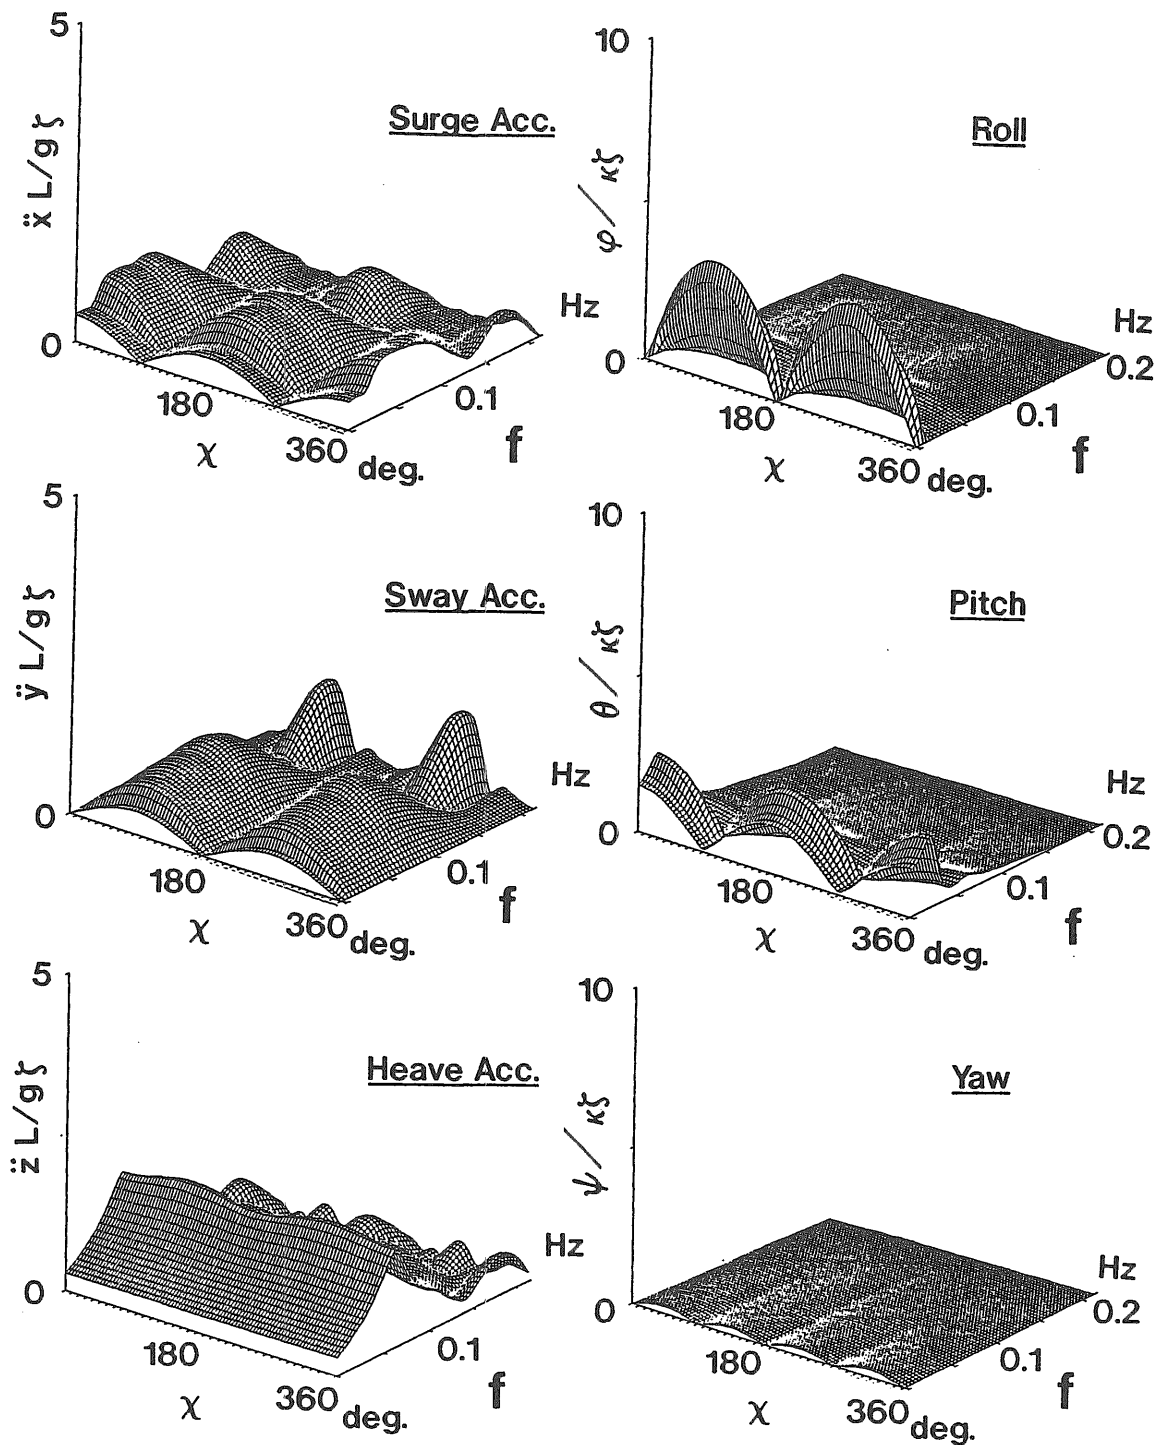 5
Surge Acc.
ẍ L/gζ
0
180
χ
360 deg.
0.1
f
Hz
10
Roll
φ/κζ
0
180
χ
360 deg.
0.1
f
Hz
0.2
5
Sway Acc.
ÿ L/gζ
0
180
χ
360 deg.
0.1
f
Hz
10
Pitch
θ/κζ
0
180
χ
360 deg.
0.1
f
Hz
0.2
5
Heave Acc.
z̈ L/gζ
0
180
χ
360 deg.
0.1
f
Hz
10
Yaw
ψ/κζ
0
180
χ
360 deg.
0.1
f
Hz
0.2